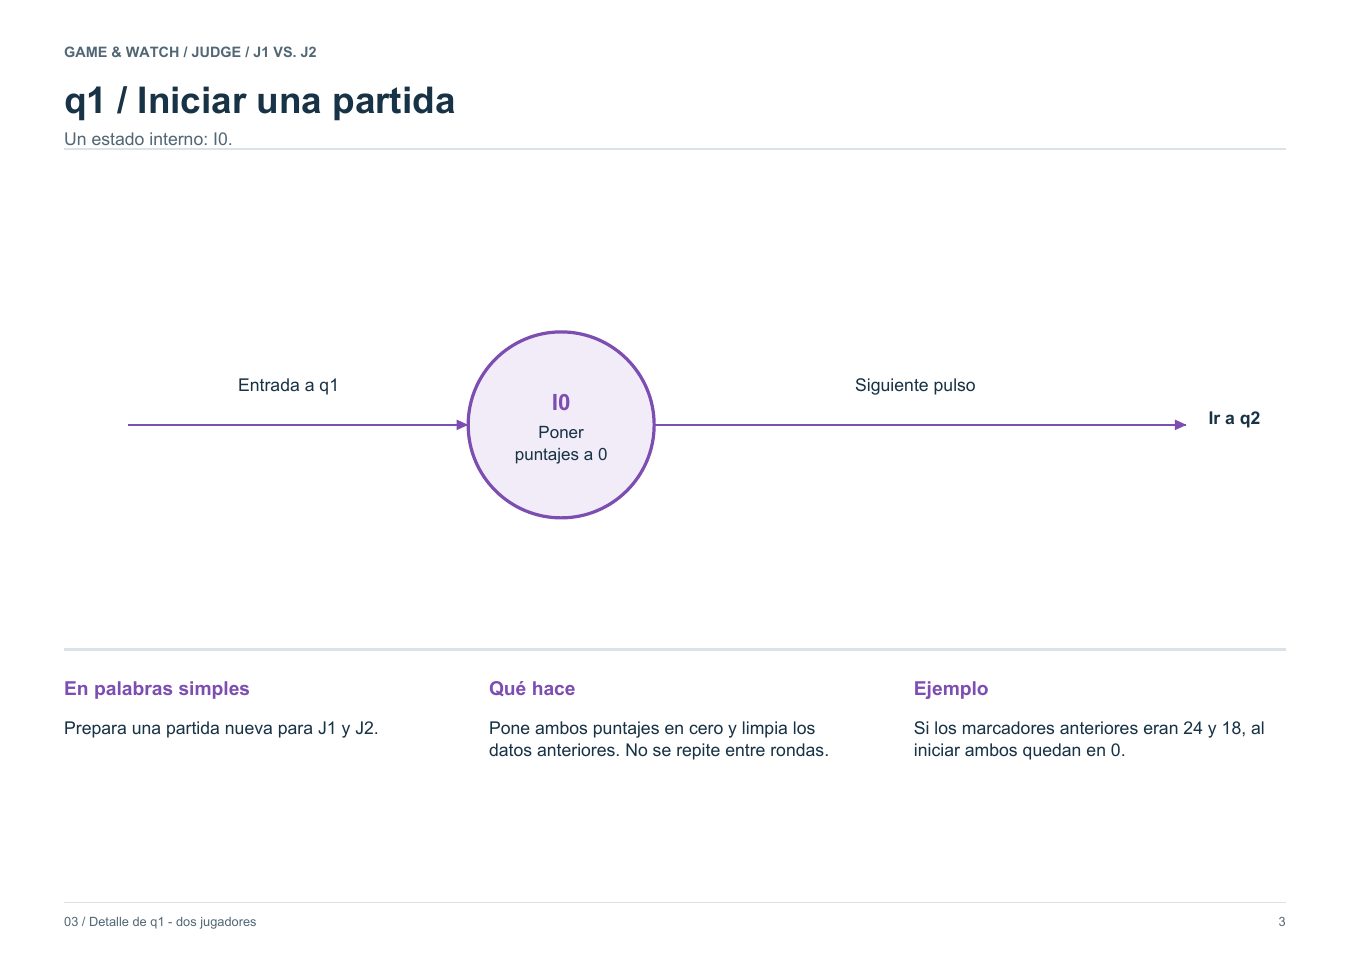 GAME & WATCH / JUDGE / J1 VS. J2
q1 / Iniciar una partida
Un estado interno: I0.
Entrada a q1
I0
Poner
puntajes a 0
Siguiente pulso
Ir a q2
En palabras simples
Prepara una partida nueva para J1 y J2.
Qué hace
Pone ambos puntajes en cero y limpia los
datos anteriores. No se repite entre rondas.
Ejemplo
Si los marcadores anteriores eran 24 y 18, al
iniciar ambos quedan en 0.
03 / Detalle de q1 - dos jugadores
3